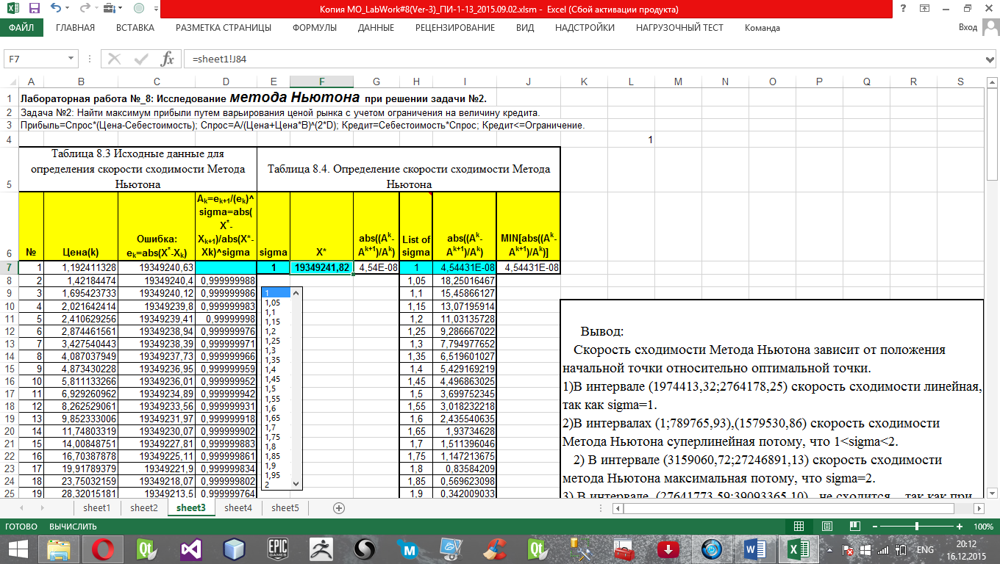 Копия MO_LabWork#8(Ver-3)_ПИ-1-13_2015.09.02.xlsm - Excel (Сбой активации продукта)
ФАЙЛ ГЛАВНАЯ ВСТАВКА РАЗМЕТКА СТРАНИЦЫ ФОРМУЛЫ ДАННЫЕ РЕЦЕНЗИРОВАНИЕ ВИД НАДСТРОЙКИ НАГРУЗОЧНЫЙ ТЕСТ Команда Вход
F7 fx =sheet1!J84
A B C D E F G H I J K L M N O P Q R S
1 Лабораторная работа №_8: Исследование метода Ньютона при решении задачи №2.
2 Задача №2: Найти максимум прибыли путем варьирования ценой рынка с учетом ограничения на величину кредита.
3 Прибыль=Спрос*(Цена-Себестоимость); Спрос=A/(Цена+Цена*B)^(2*D); Кредит=Себестоимость*Спрос; Кредит<=Ограничение.
4 1
5 Таблица 8.3 Исходные данные для
определения скорости сходимости Метода
Ньютона
Таблица 8.4. Определение скорости сходимости Метода
Ньютона
6 № Цена(k)
Ошибка:
ek=abs(X*-Xk)
Ak=ek+1/(ek)^
sigma=abs(
X*-
Xk+1)/abs(X*-
Xk)^sigma
sigma X*
abs((Ak-
Ak+1)/Ak)
List of
sigma
abs((Ak-
Ak+1)/Ak)
MIN[abs((Ak-
Ak+1)/Ak)]
7 1 1,192411328 19349240,63 1 19349241,82 4,54E-08 1 4,54431E-08 4,54431E-08
8 2 1,42184474 19349240,4 0,999999988 1,05 18,25016467
9 3 1,695423733 19349240,12 0,999999986 1 1,1 15,45866127
10 4 2,021642414 19349239,8 0,999999983 1,05 1,15 13,07195914
11 5 2,410629256 19349239,41 0,99999998 1,1 1,2 11,03135728
12 6 2,874461561 19349238,94 0,999999976 1,15 1,25 9,286667022
13 7 3,427540443 19349238,39 0,999999971 1,2 1,3 7,794977652
14 8 4,087037949 19349237,73 0,999999966 1,25 1,35 6,519601027
15 9 4,873430228 19349236,95 0,999999959 1,3 1,4 5,429169219
16 10 5,811133266 19349236,01 0,999999952 1,35 1,45 4,496863025
17 11 6,929260962 19349234,89 0,999999942 1,4 1,5 3,699752345
18 12 8,262529061 19349233,56 0,999999931 1,45 1,55 3,018232218
19 13 9,852333006 19349231,97 0,999999918 1,5 1,6 2,435540635
20 14 11,74803319 19349230,07 0,999999902 1,55 1,65 1,93734628
21 15 14,00848751 19349227,81 0,999999883 1,6 1,7 1,511396046
22 16 16,70387878 19349225,11 0,999999861 1,65 1,75 1,147213675
23 17 19,91789379 19349221,9 0,999999834 1,7 1,8 0,83584209
24 18 23,75032159 19349218,07 0,999999802 1,75 1,85 0,569623098
25 19 28,32015181 19349213,5 0,999999764 1,8 1,9 0,342009033
1,85
1,9
1,95
2
Вывод:
Скорость сходимости Метода Ньютона зависит от положения
начальной точки относительно оптимальной точки.
1)В интервале (1974413,32;2764178,25) скорость сходимости линейная,
так как sigma=1.
2)В интервалах (1;789765,93),(1579530,86) скорость сходимости
Метода Ньютона суперлинейная потому, что 1<sigma<2.
2) В интервале (3159060,72;27246891,13) скорость сходимости
метода Ньютона максимальная потому, что sigma=2.
3) В интервале (27641773,59;39093365,10) не сходится так как при
sheet1 sheet2 sheet3 sheet4 sheet5
ГОТОВО ВЫЧИСЛИТЬ 100%
EPIC GAMES
ENG 20:12
16.12.2015